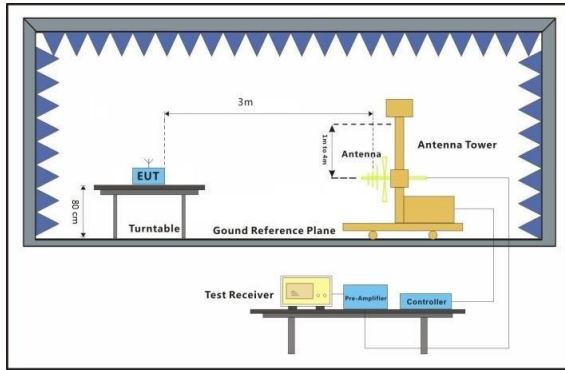 3m
1m to 4m
Antenna
Antenna Tower
EUT
80 cm
Turntable
Gound Reference Plane
Test Receiver
Pre-Amplifier
Controller